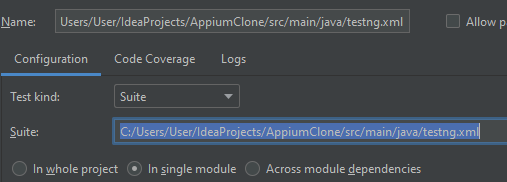 Name: Users/User/IdeaProjects/AppiumClone/src/main/java/testng.xml Allow p
Configuration Code Coverage Logs
Test kind: Suite
Suite: C:/Users/User/IdeaProjects/AppiumClone/src/main/java/testng.xml
In whole project In single module Across module dependencies